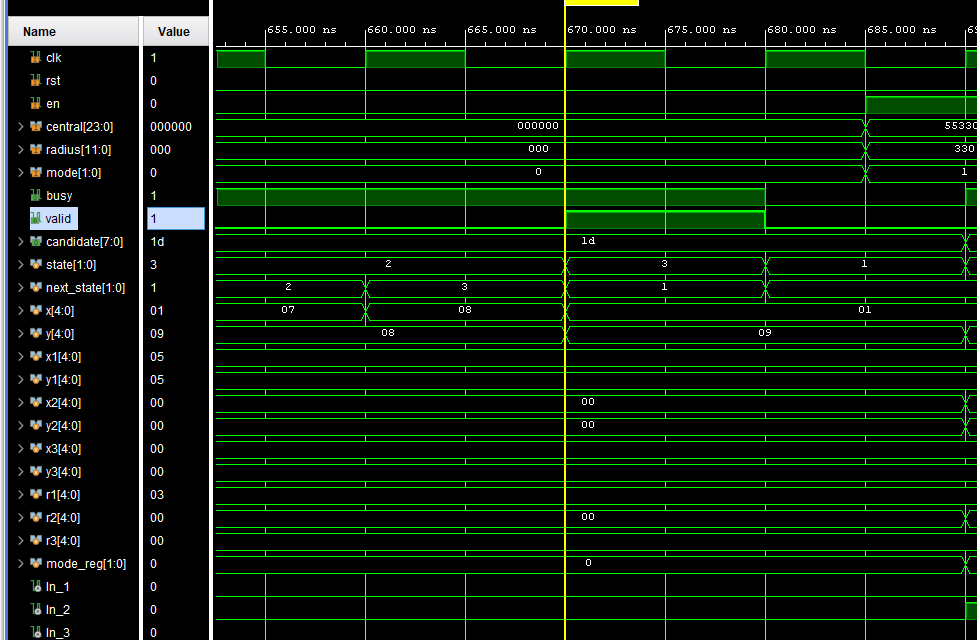 Name Value
655.000 ns 660.000 ns 665.000 ns 670.000 ns 675.000 ns 680.000 ns 685.000 ns
clk 1
rst 0
en 0
central[23:0] 000000 000000 55330
radius[11:0] 000 000 330
mode[1:0] 0 0 1
busy 1
valid 1
candidate[7:0] 1d 1d
state[1:0] 3 2 3 1
next_state[1:0] 1 2 3 1
x[4:0] 01 07 08 01
y[4:0] 09 08 09
x1[4:0] 05
y1[4:0] 05
x2[4:0] 00 00
y2[4:0] 00 00
x3[4:0] 00
y3[4:0] 00
r1[4:0] 03
r2[4:0] 00 00
r3[4:0] 00
mode_reg[1:0] 0 0
In_1 0
In_2 0
In_3 0